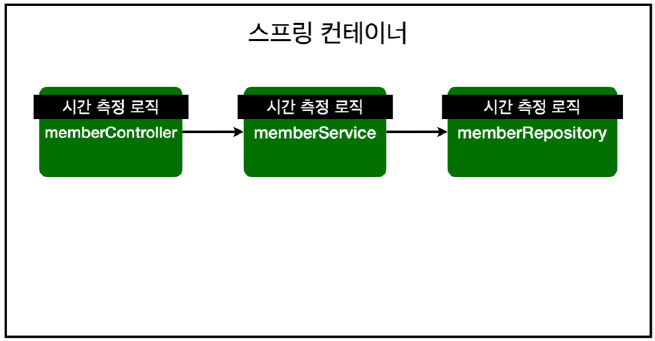 스프링 컨테이너
시간 측정 로직
memberController
시간 측정 로직
memberService
시간 측정 로직
memberRepository